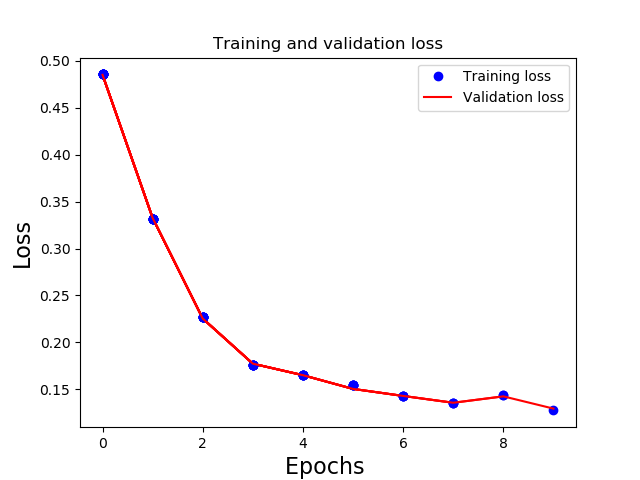 Training and validation loss
Training loss
Validation loss
0.50
0.45
0.40
0.35
0.30
0.25
0.20
0.15
Loss
0 2 4 6 8
Epochs